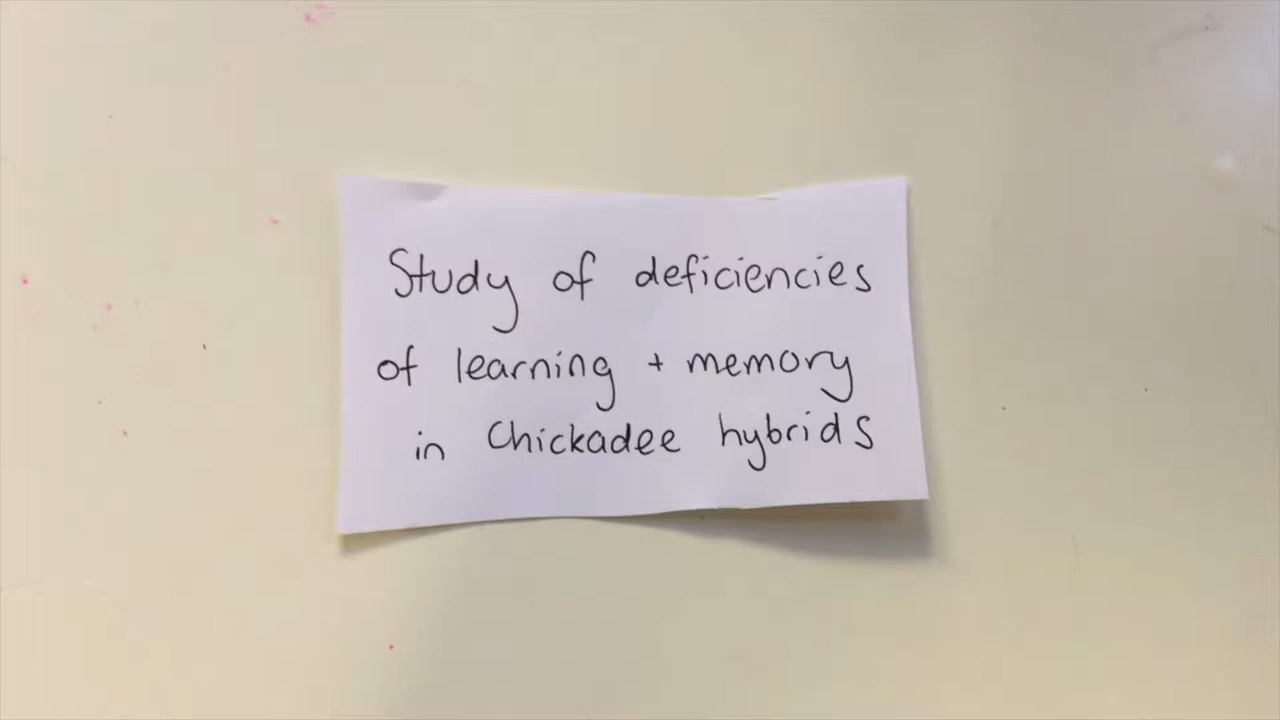 Study of deficiencies
of learning + memory
in Chickadee hybrids